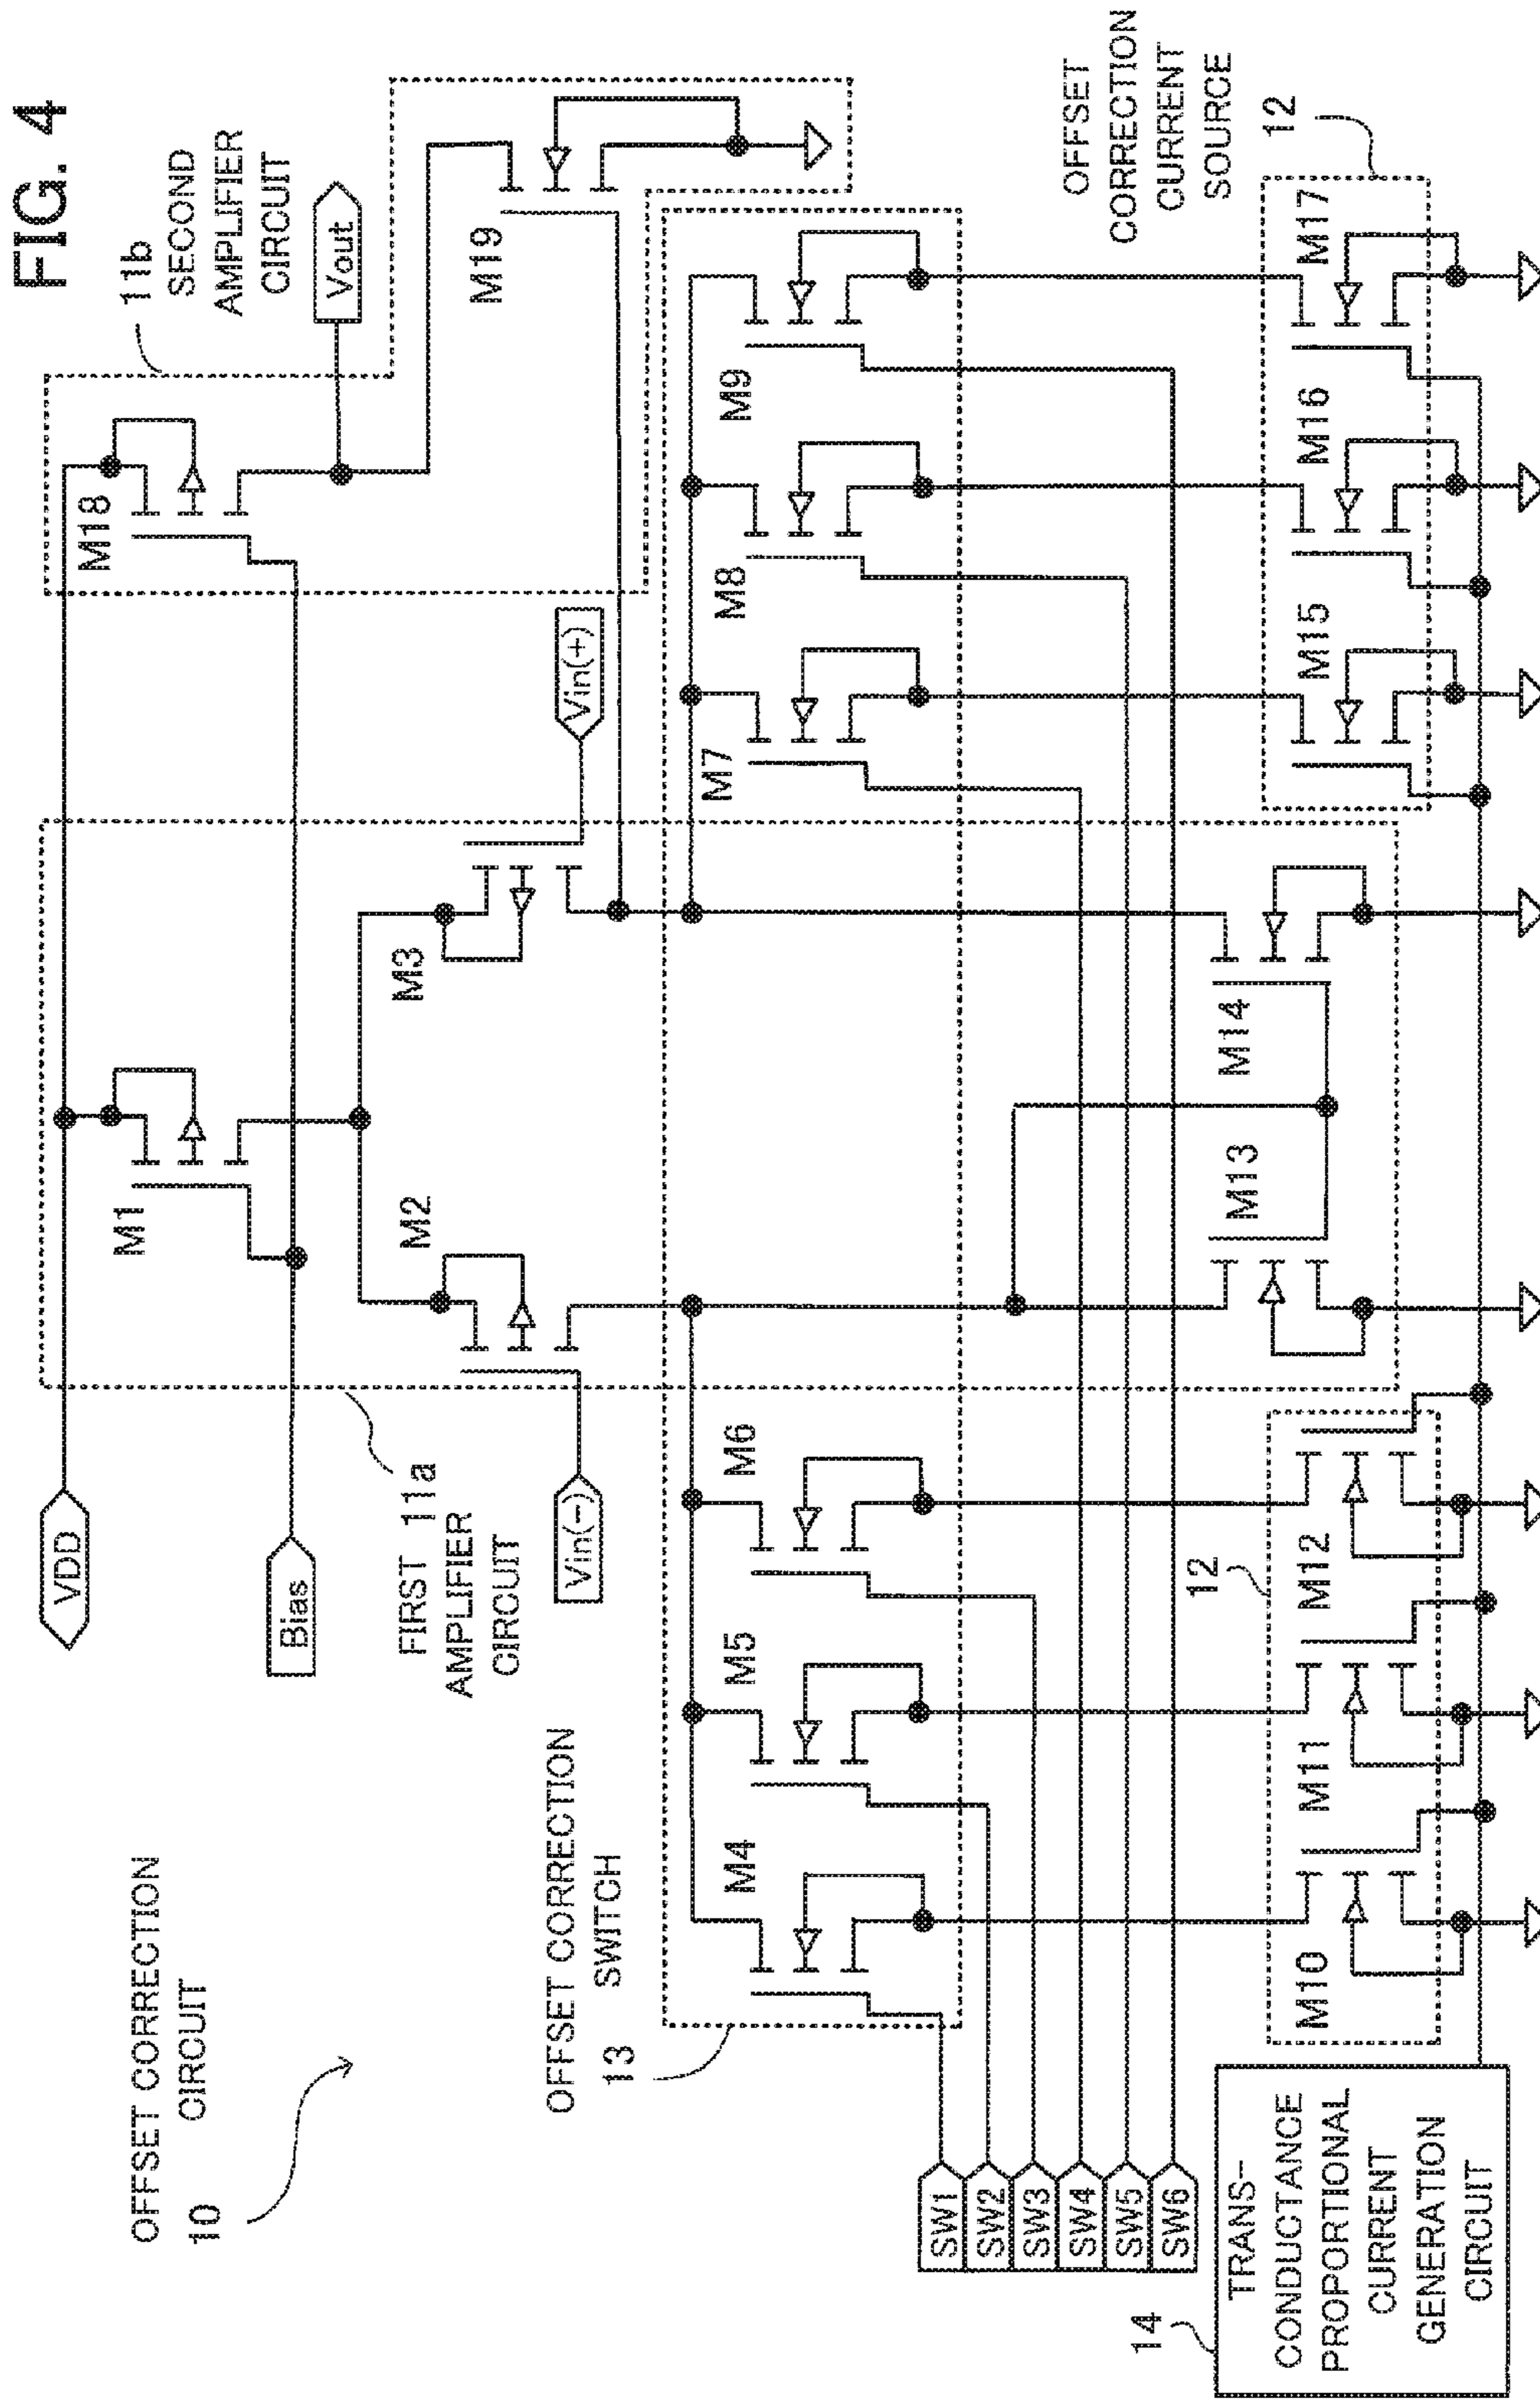 FIG. 4
OFFSET CORRECTION
CIRCUIT
10
VDD
Bias
M1
M18
11b
SECOND
AMPLIFIER
CIRCUIT
Vout
FIRST 11a
AMPLIFIER
CIRCUIT
Vin(−)
M2
M3
Vin(+)
M19
OFFSET CORRECTION
SWITCH
13
M4
M5
M6
M7
M8
M9
SW1
SW2
SW3
SW4
SW5
SW6
OFFSET
CORRECTION
CURRENT
SOURCE
12
14
TRANS-
CONDUCTANCE
PROPORTIONAL
CURRENT
GENERATION
CIRCUIT
12
M10
M11
M12
M13
M14
M15
M16
M17